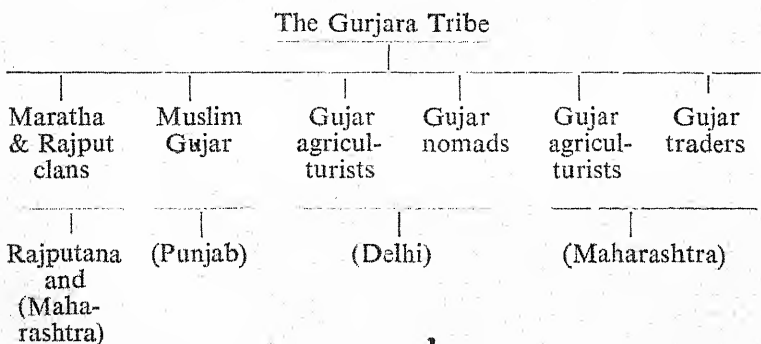 The Gurjara Tribe
Maratha Muslim Gujar Gujar Gujar Gujar
& Rajput Gujar agricul- nomads agricul- traders
clans turists turists
Rajputana (Punjab) (Delhi) (Maharashtra)
and
(Maha-
rashtra)